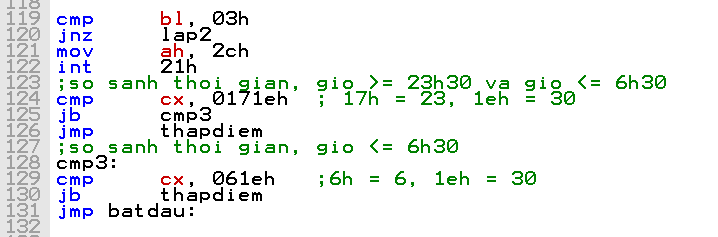 118
119 cmp bl, 03h
120 jnz lap2
121 mov ah, 2ch
122 int 21h
123 ;so sanh thoi gian, gio >= 23h30 va gio <= 6h30
124 cmp cx, 0171eh ; 17h = 23, 1eh = 30
125 jb cmp3
126 jmp thapdiem
127 ;so sanh thoi gian, gio <= 6h30
128 cmp3:
129 cmp cx, 061eh ;6h = 6, 1eh = 30
130 jb thapdiem
131 jmp batdau:
132